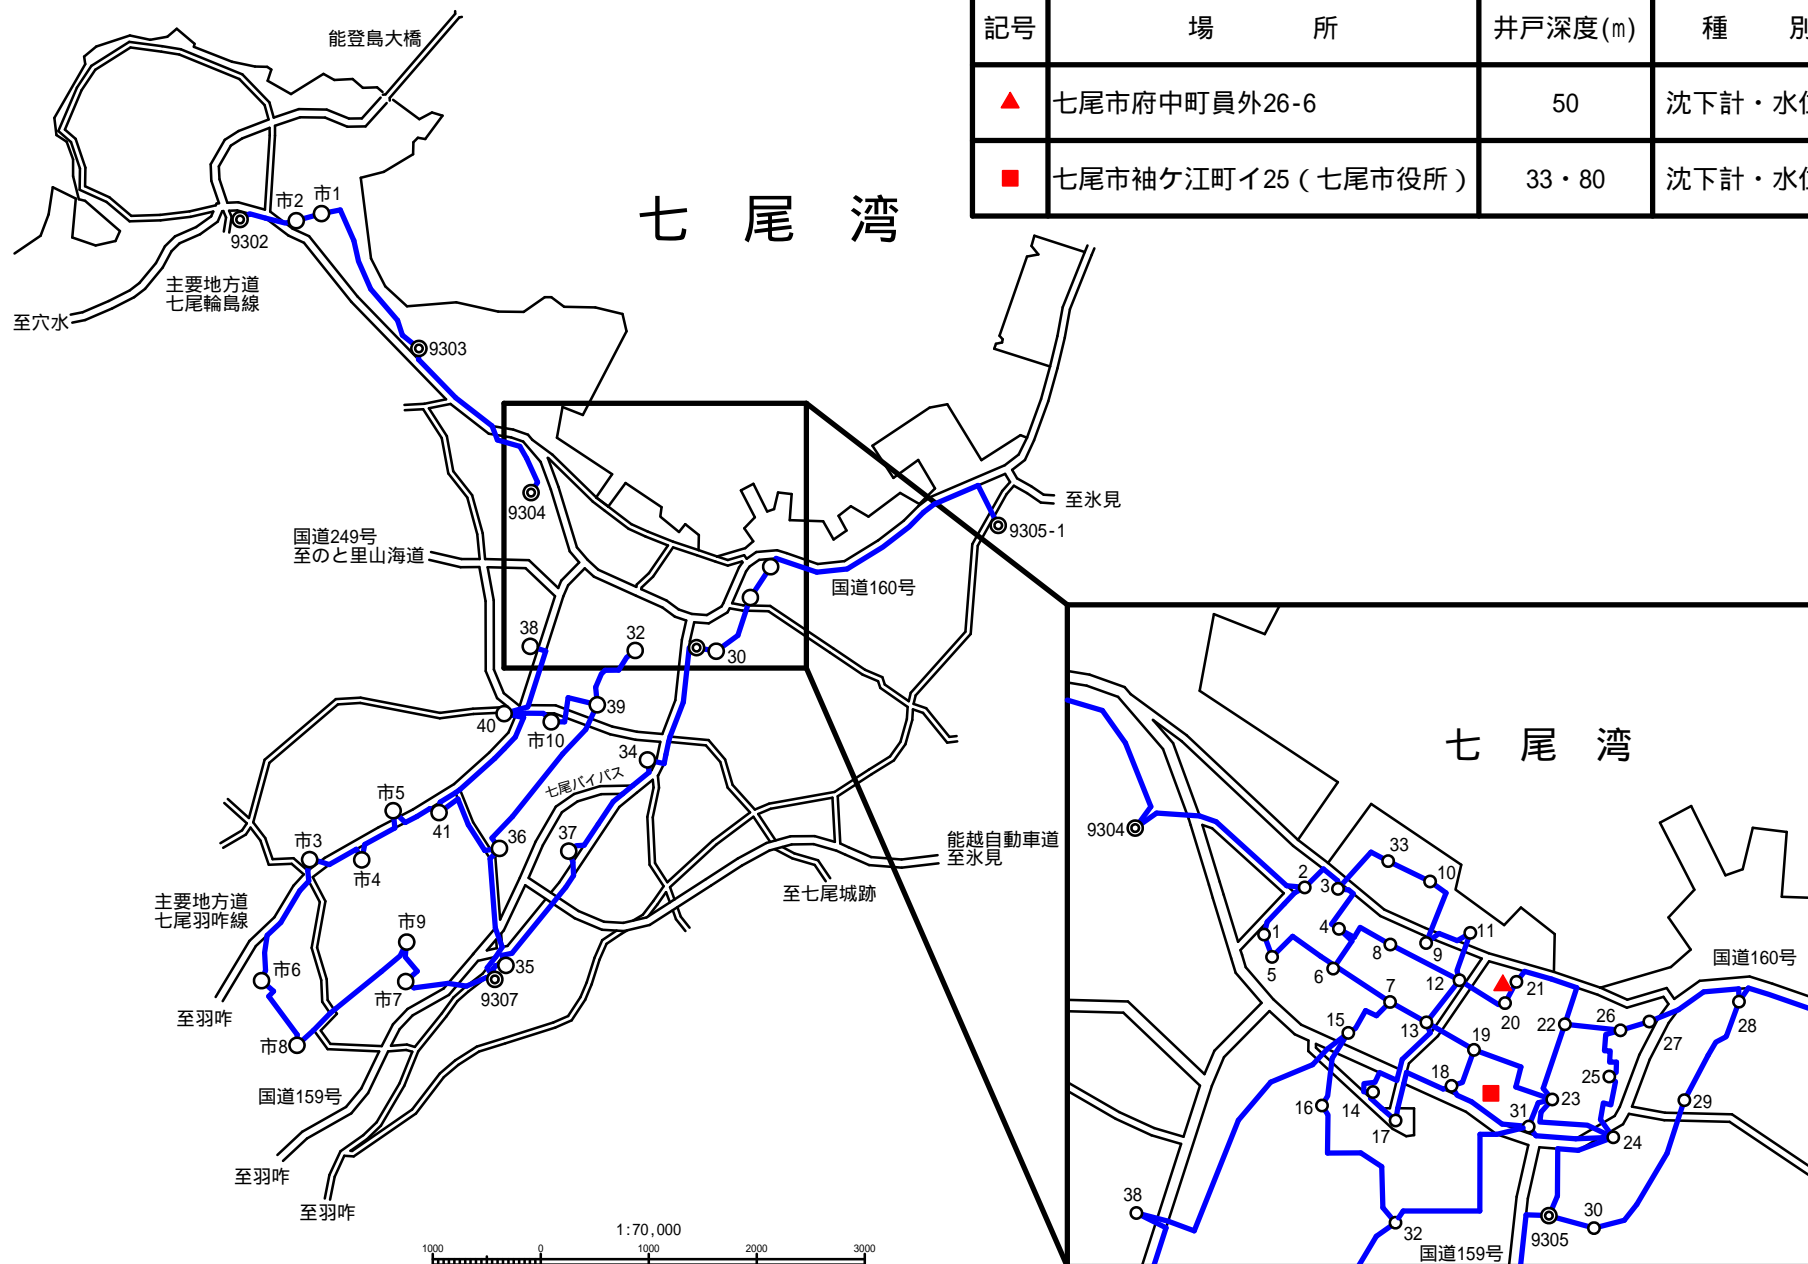 記号 場 所 井戸深度(m) 種 別
七尾市府中町員外26-6 50 沈下計・水位
七尾市袖ケ江町イ25（七尾市役所） 33・80 沈下計・水位
能登島大橋
七 尾 湾
市2
市1
9302
主要地方道
七尾輪島線
至穴水
9303
9304
国道249号
至のと里山海道
至氷見
9305-1
国道160号
38
32
30
40
市10
39
34
七尾バイパス
市5
41
36
37
市3
市4
能越自動車道
至氷見
至七尾城跡
主要地方道
七尾羽咋線
市9
市6
市7
35
9307
至羽咋
市8
国道159号
至羽咋
至羽咋
1:70,000
1000 0 1000 2000 3000
七 尾 湾
9304
33
2
3
10
1
4
8
9
11
5
6
7
12
21
20
国道160号
15
13
19
22
26
27
28
18
25
16
14
17
31
23
24
29
38
32
9305
30
国道159号